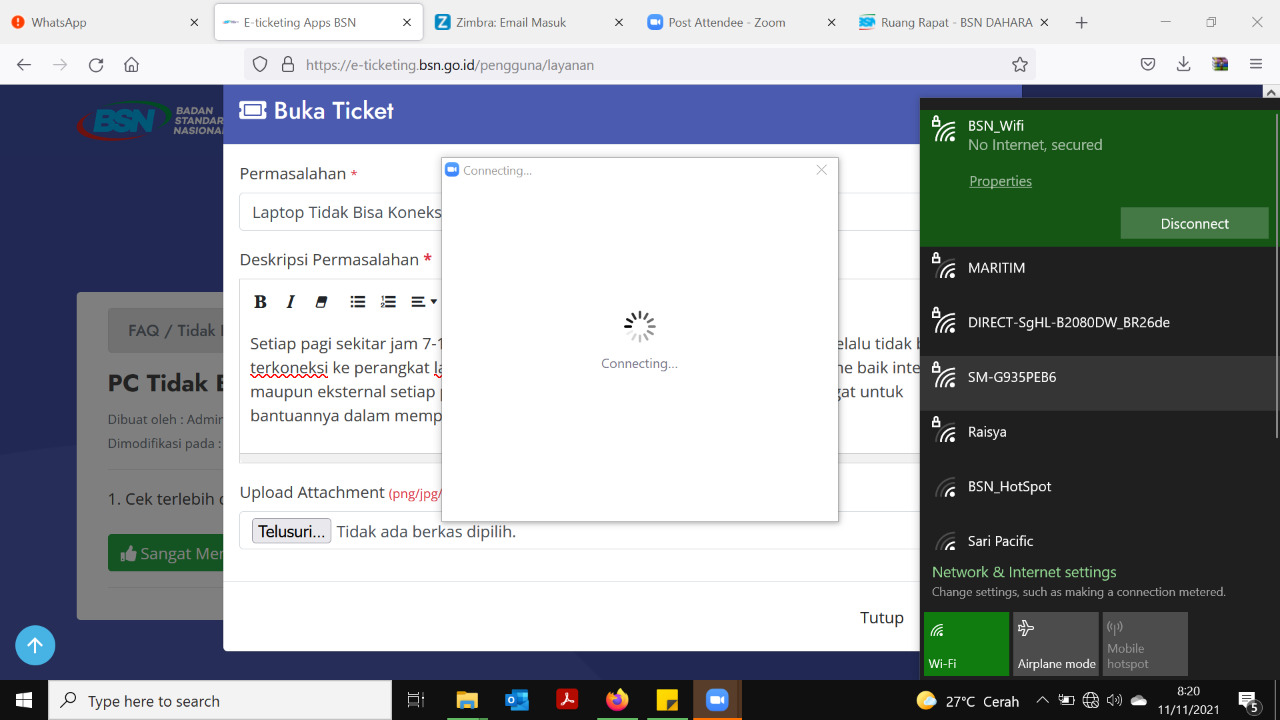 WhatsApp
E-ticketing Apps BSN
Zimbra: Email Masuk
Post Attendee - Zoom
Ruang Rapat - BSN DAHARA
https://e-ticketing.bsn.go.id/pengguna/layanan
BSN
BADAN
STANDAR
NASIONA
Buka Ticket
Permasalahan *
Laptop Tidak Bisa Koneks
Deskripsi Permasalahan *
B I
Setiap pagi sekitar jam 7-1
elalu tidak b
terkoneksi ke perangkat la
ne baik inte
maupun eksternal setiap p
gat untuk
bantuannya dalam memp
Upload Attachment (png/jpg/
Telusuri... Tidak ada berkas dipilih.
Tutup
FAQ / Tidak
PC Tidak B
Dibuat oleh : Admin
Dimodifikasi pada :
1. Cek terlebih d
Sangat Mem
Connecting...
Connecting...
BSN_Wifi
No Internet, secured
Properties
Disconnect
MARITIM
DIRECT-SgHL-B2080DW_BR26de
SM-G935PEB6
Raisya
BSN_HotSpot
Sari Pacific
Network & Internet settings
Change settings, such as making a connection metered.
Wi-Fi
Airplane mode
Mobile
hotspot
Type here to search
27°C Cerah
8:20
11/11/2021
5